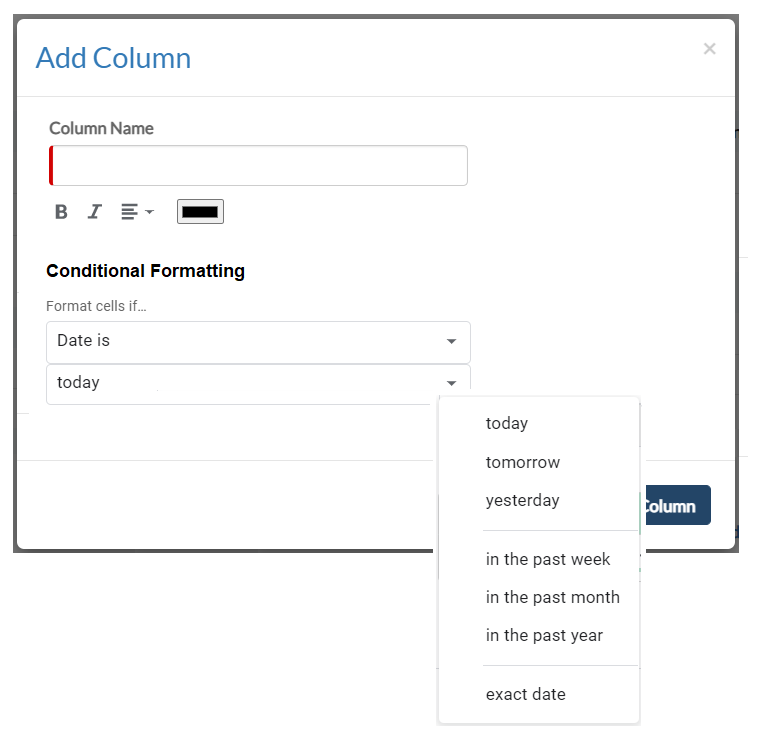 Add Column
×
Column Name
B I
Conditional Formatting
Format cells if…
Date is
today
today
tomorrow
yesterday
Column
in the past week
in the past month
in the past year
exact date